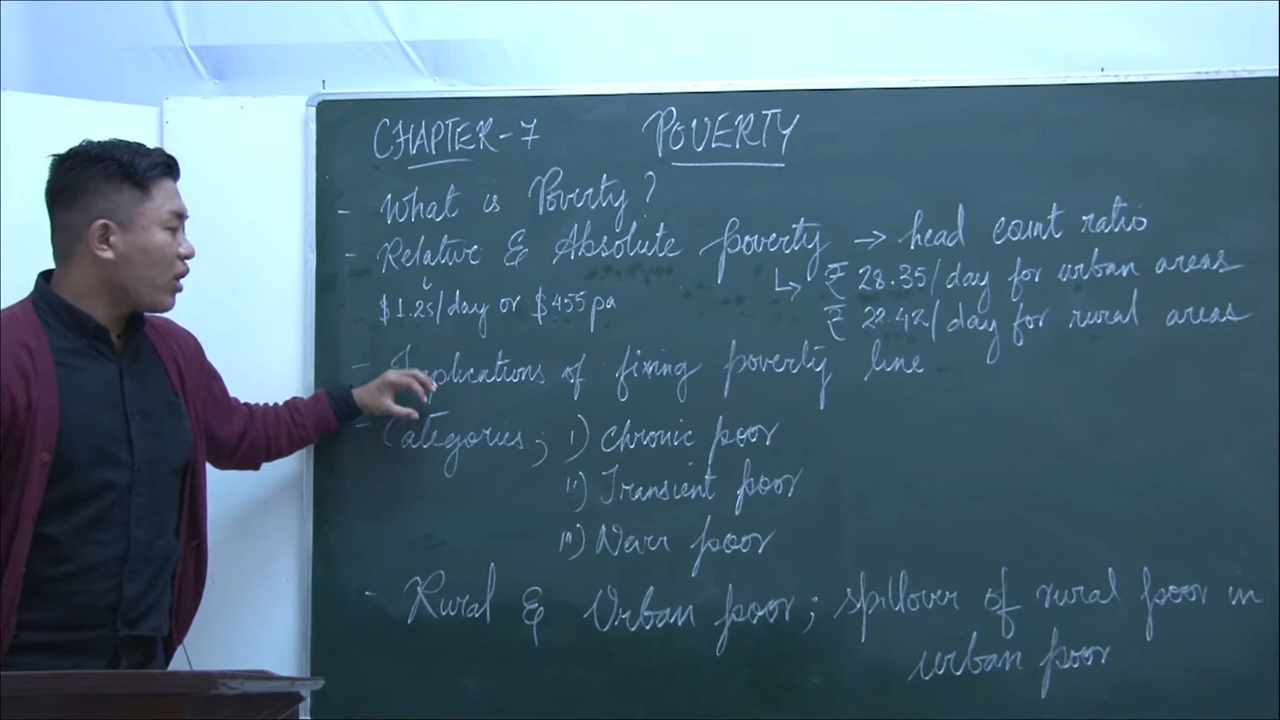 CHAPTER-7 POVERTY
- What is Poverty?
- Relative & Absolute poverty → head count ratio
↳ ₹ 28.35/day for urban areas
$1.25/day or $455 pa
₹ 22.42/day for rural areas
- Implications of fixing poverty line
- Categories; i) Chronic poor
ii) Transient poor
iii) Near poor
- Rural & Urban poor; spillover of rural poor in
urban poor